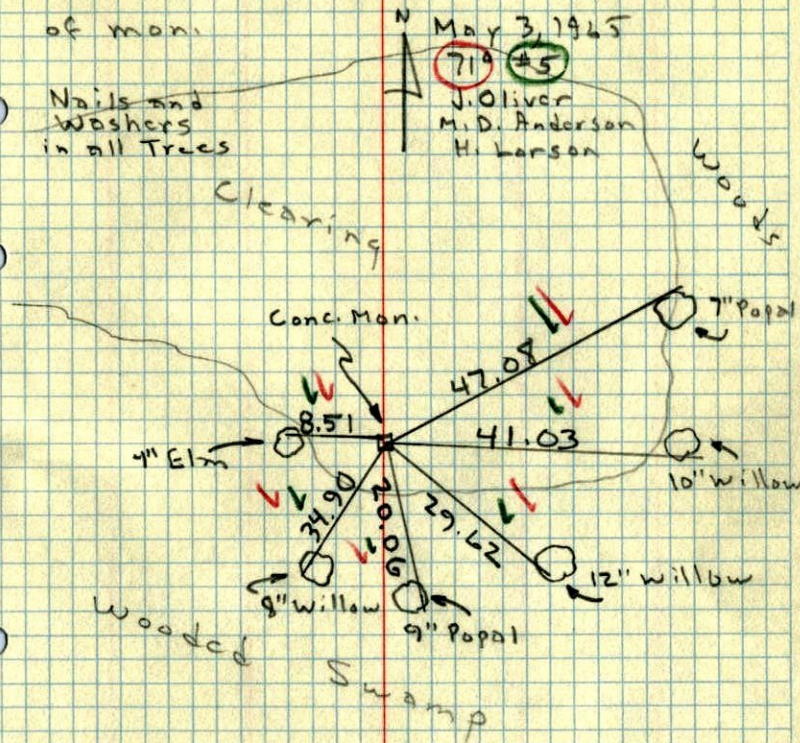 of mon.
N
May 3, 1965
719 #5
J. Oliver
M. D. Anderson
H. Larson
Nails and
Washers
in all Trees
Woods
Clearing
Conc. Mon.
7" Popal
47.08
8.51
41.03
4" Elm
10" Willow
34.90
20.06
29.62
12" Willow
8" Willow
9" Popal
Wooded
Swamp